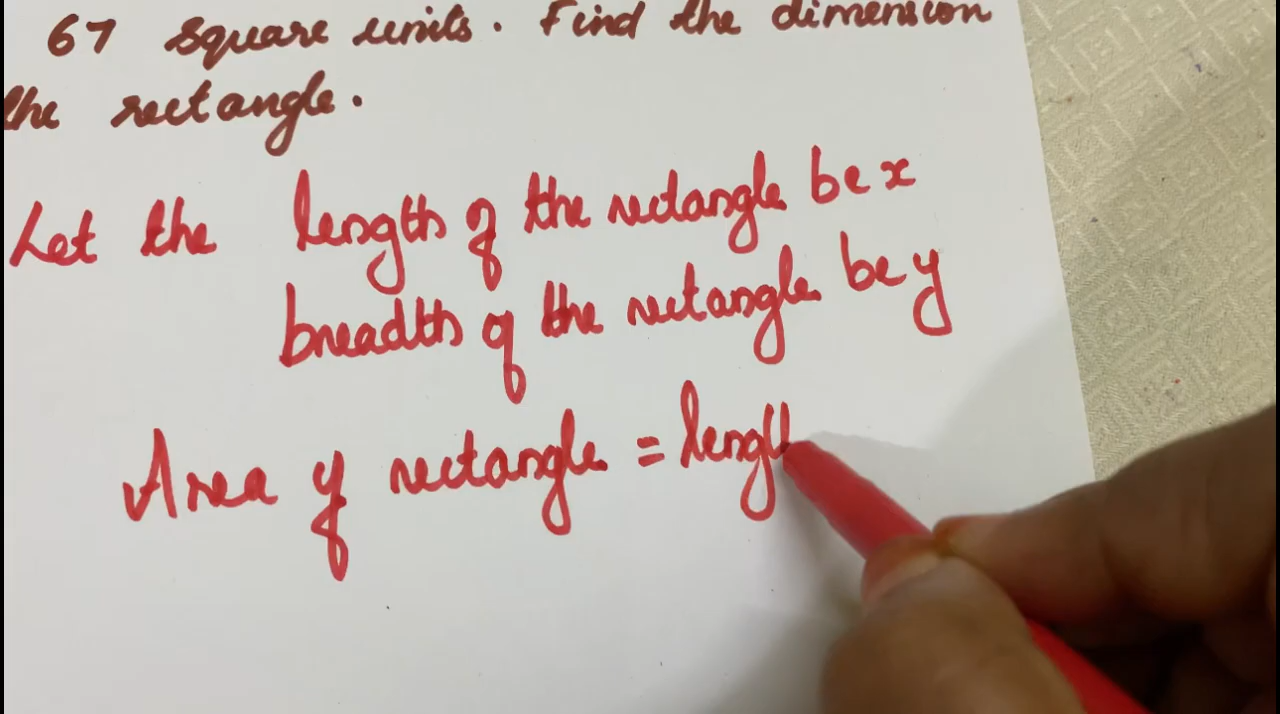 67 square units. Find the dimension
the rectangle.
Let the length of the rectangle be x
breadth of the rectangle be y
Area of rectangle = lengt